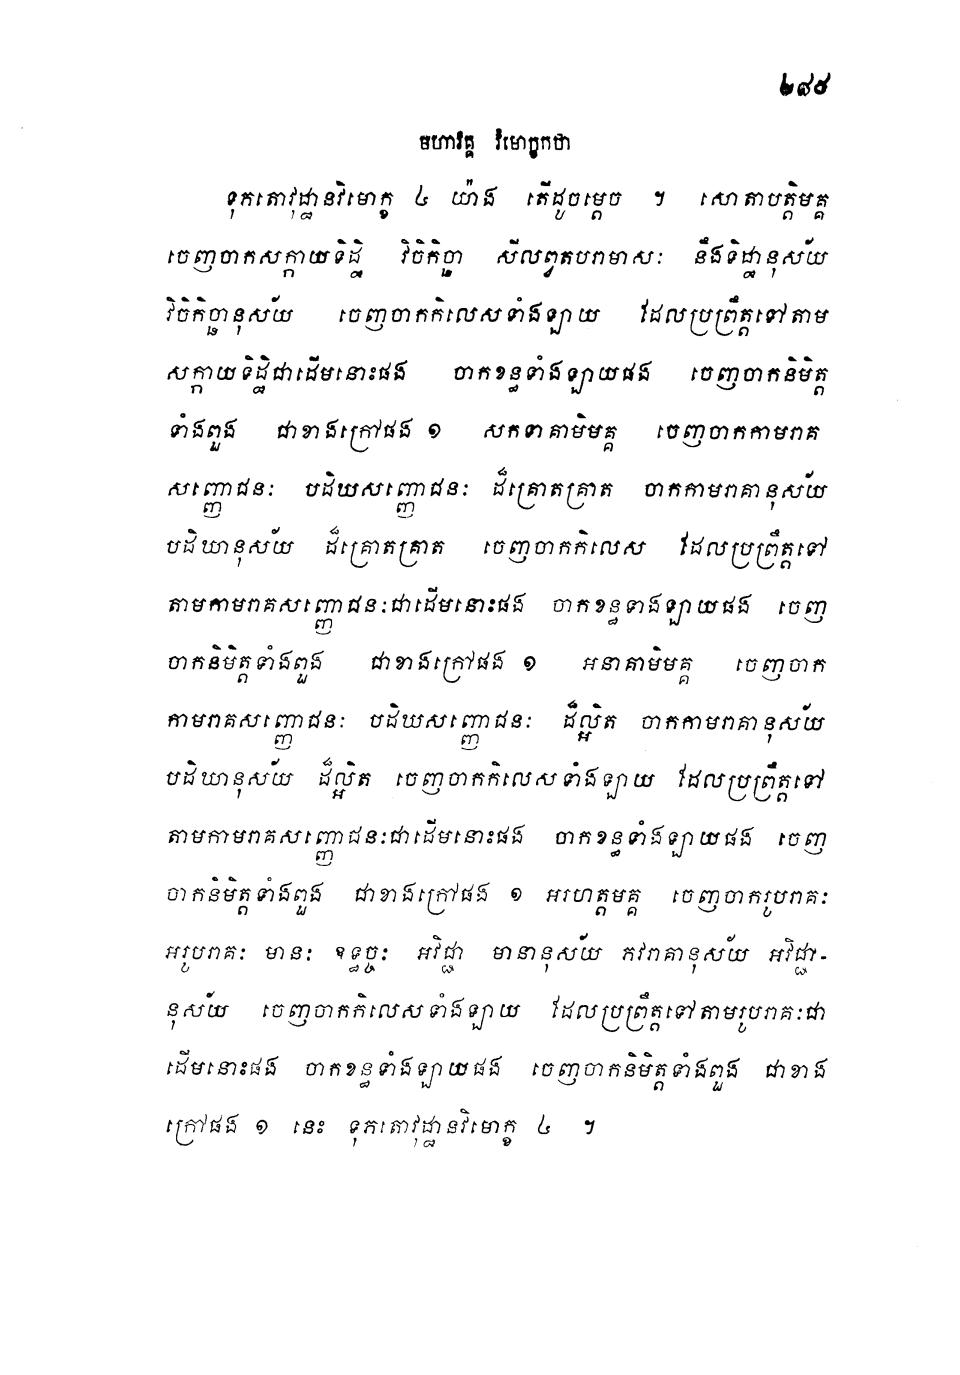 ២៩៩
មហាវគ្គ វិមោក្ខកថា
ទុភតោវុដ្ឋានវិមោក្ខ ៤ យ៉ាង តើដូចម្តេច ។ សោតាបត្តិមគ្គ
ចេញចាកសក្កាយទិដ្ឋិ វិចិកិច្ឆា សីលព្វតបរាមាសៈ នឹងទិដ្ឋានុស័យ
វិចិកិច្ឆានុស័យ ចេញចាកកិលេសទាំងឡាយ ដែលប្រព្រឹត្តទៅតាម
សក្កាយទិដ្ឋិជាដើមនោះផង ចាកខន្ធទាំងឡាយផង ចេញចាកនិមិត្ត
ទាំងពួង ជាខាងក្រៅផង ១ សកទាគាមិមគ្គ ចេញចាកកាមរាគ
សញ្ញោជនៈ បដិឃសញ្ញោជនៈ ដ៏គ្រោតគ្រាត ចាកកាមរាគានុស័យ
បដិឃានុស័យ ដ៏គ្រោតគ្រាត ចេញចាកកិលេស ដែលប្រព្រឹត្តទៅ
តាមកាមរាគសញ្ញោជនៈជាដើមនោះផង ចាកខន្ធទាំងឡាយផង ចេញ
ចាកនិមិត្តទាំងពួង ជាខាងក្រៅផង ១ អនាគាមិមគ្គ ចេញចាក
កាមរាគសញ្ញោជនៈ បដិឃសញ្ញោជនៈ ដ៏ល្អិត ចាកកាមរាគានុស័យ
បដិឃានុស័យ ដ៏ល្អិត ចេញចាកកិលេសទាំងឡាយ ដែលប្រព្រឹត្តទៅ
តាមកាមរាគសញ្ញោជនៈជាដើមនោះផង ចាកខន្ធទាំងឡាយផង ចេញ
ចាកនិមិត្តទាំងពួង ជាខាងក្រៅផង ១ អរហត្តមគ្គ ចេញចាករូបរាគៈ
អរូបរាគៈ មានៈ ឧទ្ធច្ចៈ អវិជ្ជា មានានុស័យ ភវរាគានុស័យ អវិជ្ជា-
នុស័យ ចេញចាកកិលេសទាំងឡាយ ដែលប្រព្រឹត្តទៅតាមរូបរាគៈជា
ដើមនោះផង ចាកខន្ធទាំងឡាយផង ចេញចាកនិមិត្តទាំងពួង ជាខាង
ក្រៅផង ១ នេះ ទុភតោវុដ្ឋានវិមោក្ខ ៤ ។